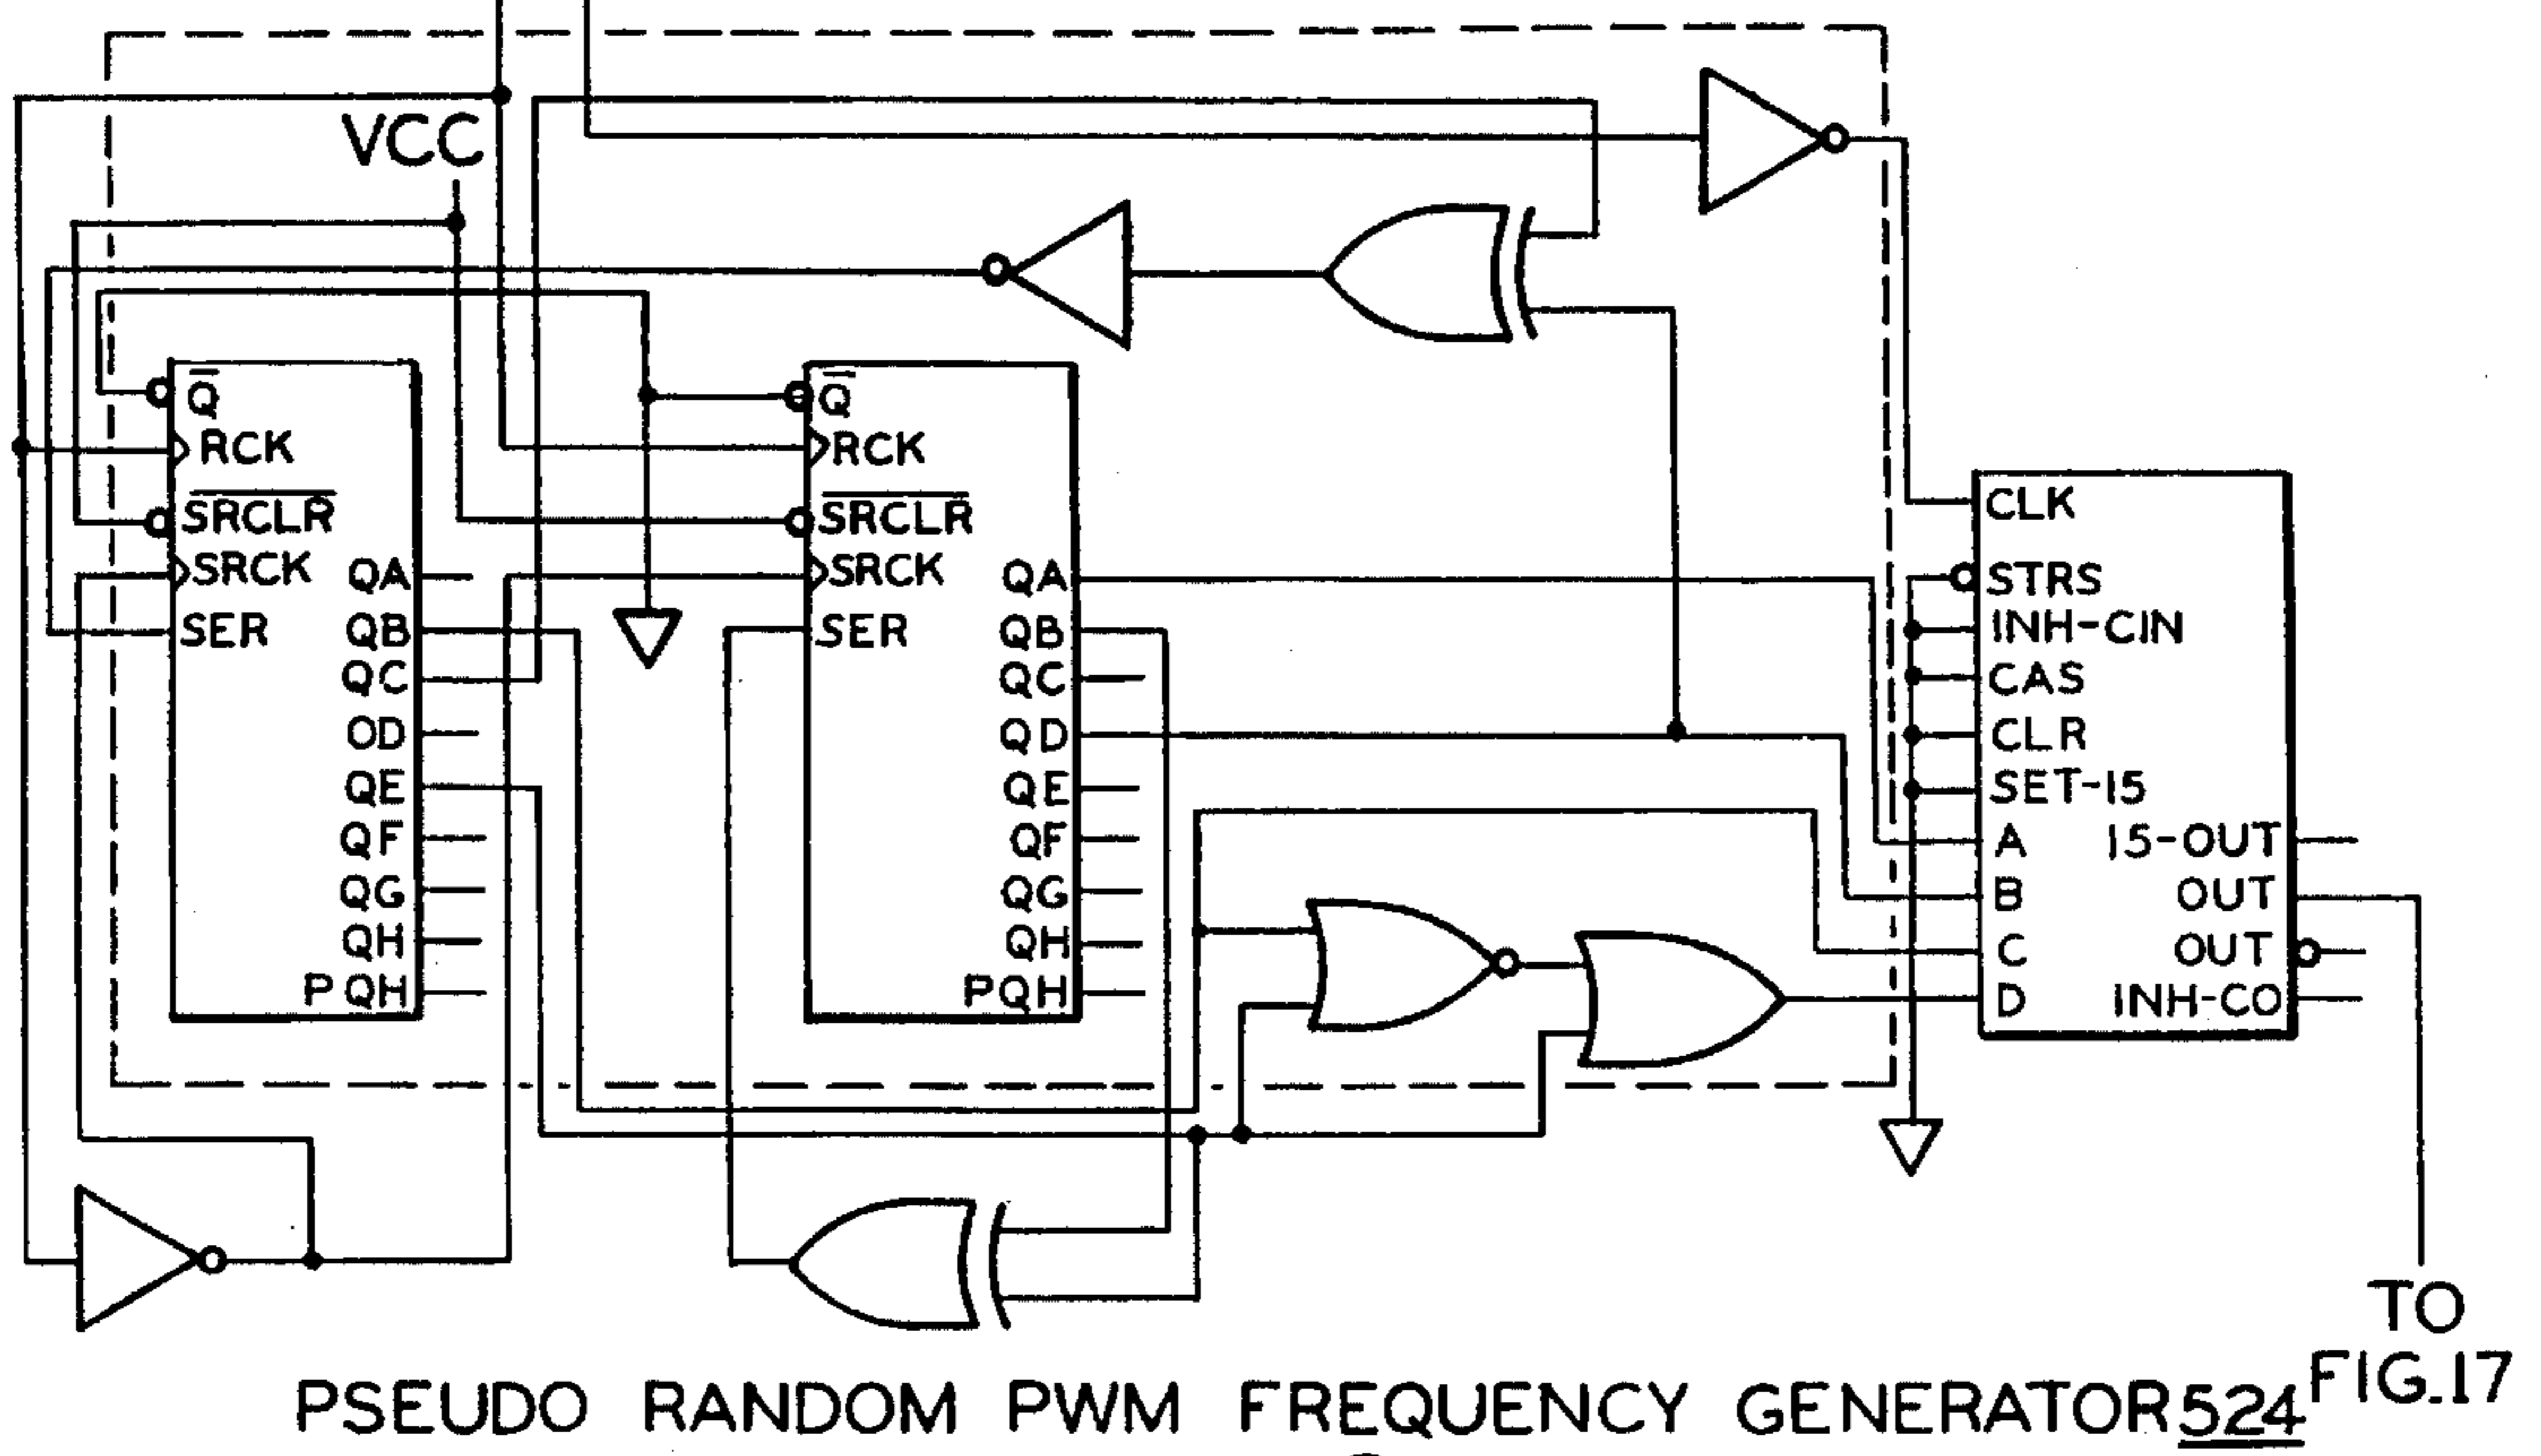 VCC
Q
RCK
SRCLR
SRCK
SER
QA
QB
QC
OD
QE
QF
QG
QH
PQH
Q
RCK
SRCLR
SRCK
SER
QA
QB
QC
QD
QE
QF
QG
QH
PQH
CLK
STRS
INH-CIN
CAS
CLR
SET-15
A
B
C
D
15-OUT
OUT
OUT
INH-CO
TO
FIG.17
PSEUDO RANDOM PWM FREQUENCY GENERATOR 524